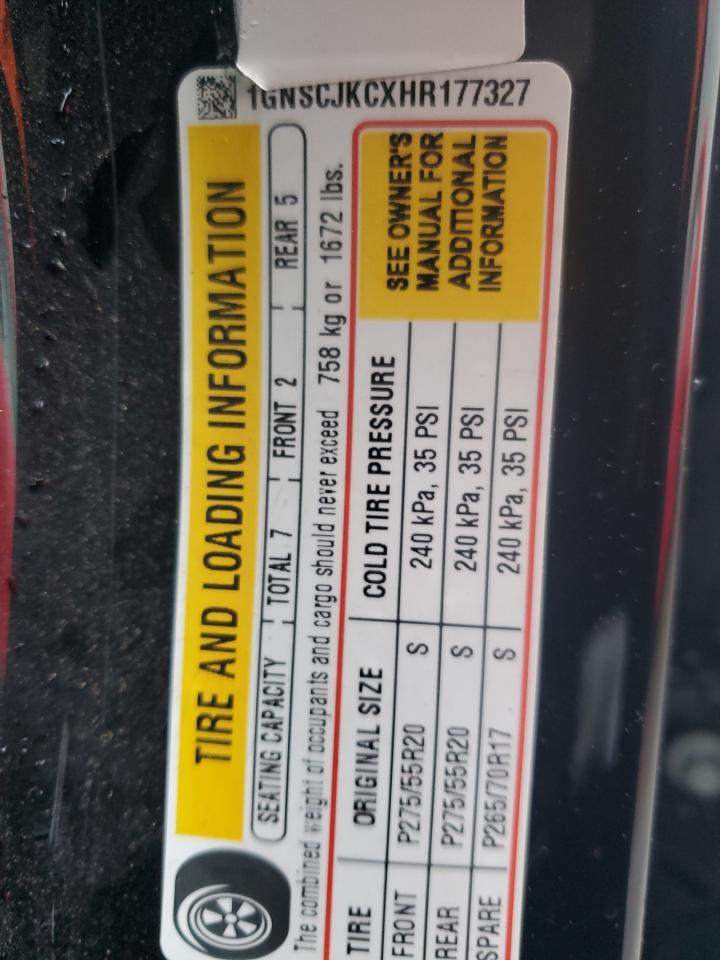 1GNSCJKCXHR177327
TIRE AND LOADING INFORMATION
SEATING CAPACITY TOTAL 7 FRONT 2 REAR 5
The combined weight of occupants and cargo should never exceed 758 kg or 1672 lbs.
TIRE ORIGINAL SIZE COLD TIRE PRESSURE
FRONT P275/55R20 S 240 kPa, 35 PSI
REAR P275/55R20 S 240 kPa, 35 PSI
SPARE P265/70R17 S 240 kPa, 35 PSI
SEE OWNER'S
MANUAL FOR
ADDITIONAL
INFORMATION